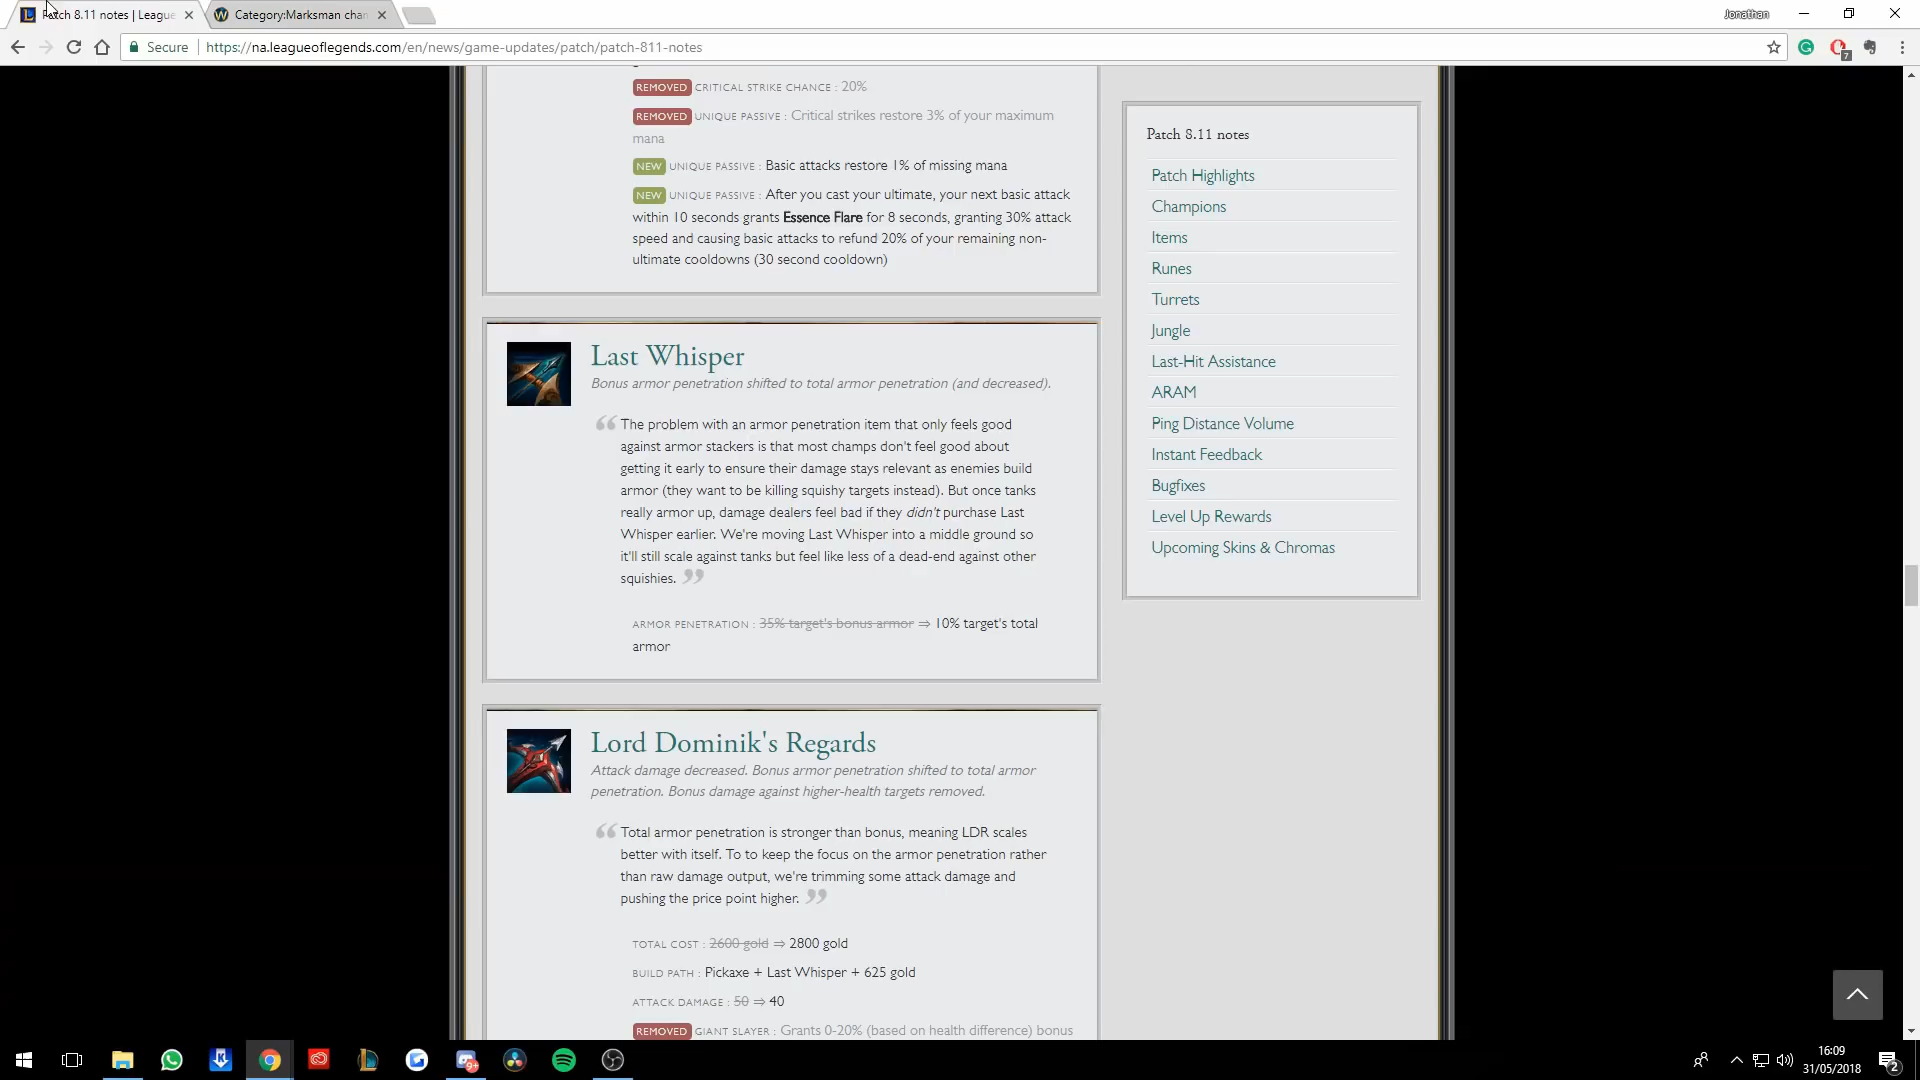 Patch 8.11 notes | League
Category:Marksman chan
Jonathan
Secure
https://na.leagueoflegends.com/en/news/game-updates/patch/patch-811-notes
7
REMOVED CRITICAL STRIKE CHANCE : 20%
REMOVED UNIQUE PASSIVE : Critical strikes restore 3% of your maximum
mana
NEW UNIQUE PASSIVE : Basic attacks restore 1% of missing mana
NEW UNIQUE PASSIVE : After you cast your ultimate, your next basic attack
within 10 seconds grants Essence Flare for 8 seconds, granting 30% attack
speed and causing basic attacks to refund 20% of your remaining non-
ultimate cooldowns (30 second cooldown)
Last Whisper
Bonus armor penetration shifted to total armor penetration (and decreased).
“ The problem with an armor penetration item that only feels good
against armor stackers is that most champs don't feel good about
getting it early to ensure their damage stays relevant as enemies build
armor (they want to be killing squishy targets instead). But once tanks
really armor up, damage dealers feel bad if they didn't purchase Last
Whisper earlier. We're moving Last Whisper into a middle ground so
it'll still scale against tanks but feel like less of a dead-end against other
squishies. ”
ARMOR PENETRATION : 35% target's bonus armor ⇒ 10% target's total
armor
Lord Dominik's Regards
Attack damage decreased. Bonus armor penetration shifted to total armor
penetration. Bonus damage against higher-health targets removed.
“ Total armor penetration is stronger than bonus, meaning LDR scales
better with itself. To to keep the focus on the armor penetration rather
than raw damage output, we're trimming some attack damage and
pushing the price point higher. ”
TOTAL COST : 2600 gold ⇒ 2800 gold
BUILD PATH : Pickaxe + Last Whisper + 625 gold
ATTACK DAMAGE : 50 ⇒ 40
REMOVED GIANT SLAYER : Grants 0-20% (based on health difference) bonus
Patch 8.11 notes
Patch Highlights
Champions
Items
Runes
Turrets
Jungle
Last-Hit Assistance
ARAM
Ping Distance Volume
Instant Feedback
Bugfixes
Level Up Rewards
Upcoming Skins & Chromas
16:09
31/05/2018
2